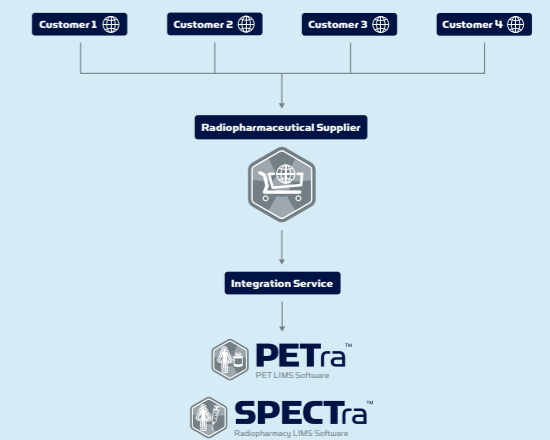 Customer 1
Customer 2
Customer 3
Customer 4
Radiopharmaceutical Supplier
Integration Service
PETra™
PET LIMS Software
SPECTra™
Radiopharmacy LIMS Software